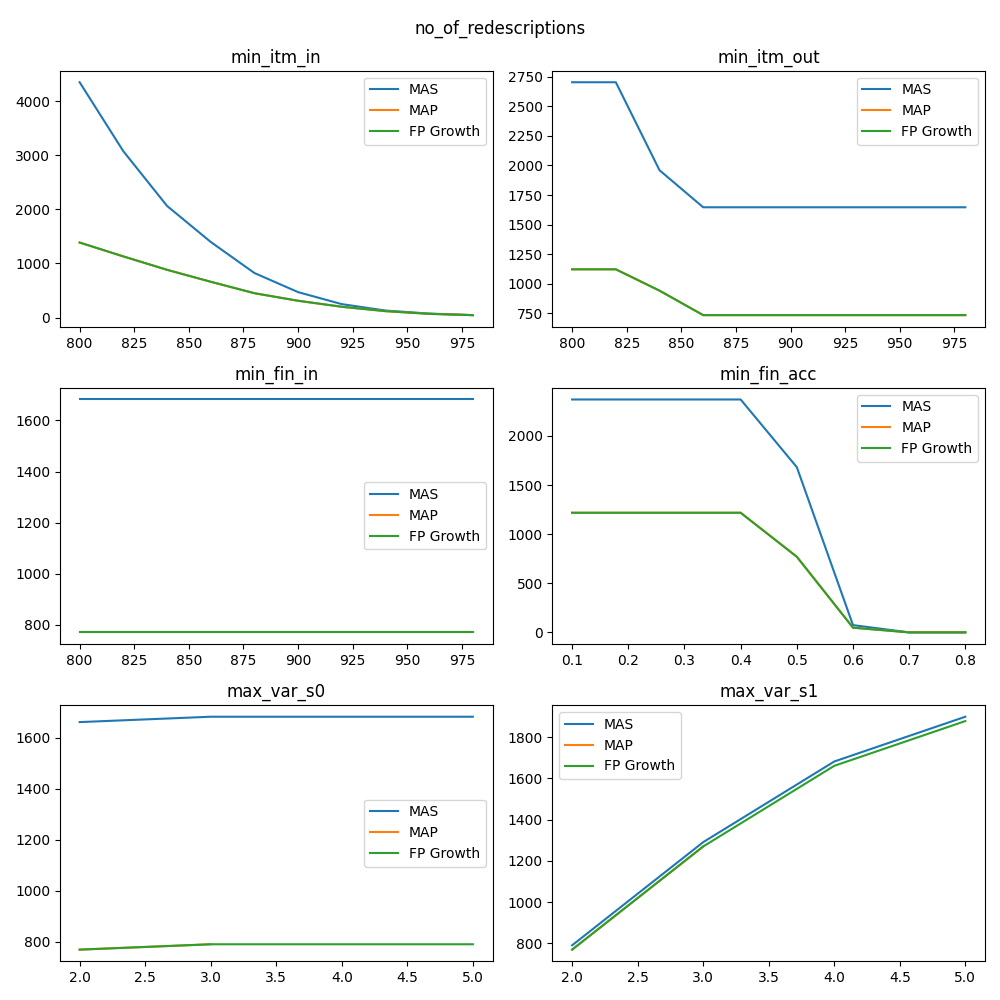 no_of_redescriptions
min_itm_in
4000
3000
2000
1000
0
800 825 850 875 900 925 950 975
MAS
MAP
FP Growth
min_itm_out
2750
2500
2250
2000
1750
1500
1250
1000
750
800 825 850 875 900 925 950 975
MAS
MAP
FP Growth
min_fin_in
1600
1400
1200
1000
800
800 825 850 875 900 925 950 975
MAS
MAP
FP Growth
min_fin_acc
2000
1500
1000
500
0
0.1 0.2 0.3 0.4 0.5 0.6 0.7 0.8
MAS
MAP
FP Growth
max_var_s0
1600
1400
1200
1000
800
2.0 2.5 3.0 3.5 4.0 4.5 5.0
MAS
MAP
FP Growth
max_var_s1
1800
1600
1400
1200
1000
800
2.0 2.5 3.0 3.5 4.0 4.5 5.0
MAS
MAP
FP Growth